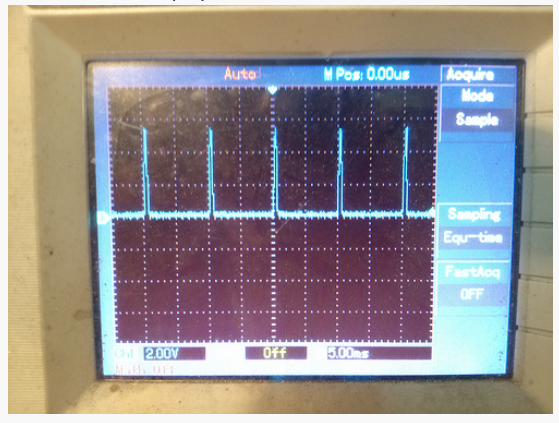 Auto M Pos: 0.00us Acquire
Mode
Sample
Sampling
Equ-time
FastAcq
OFF
CH1 2.00V Off 5.00ms